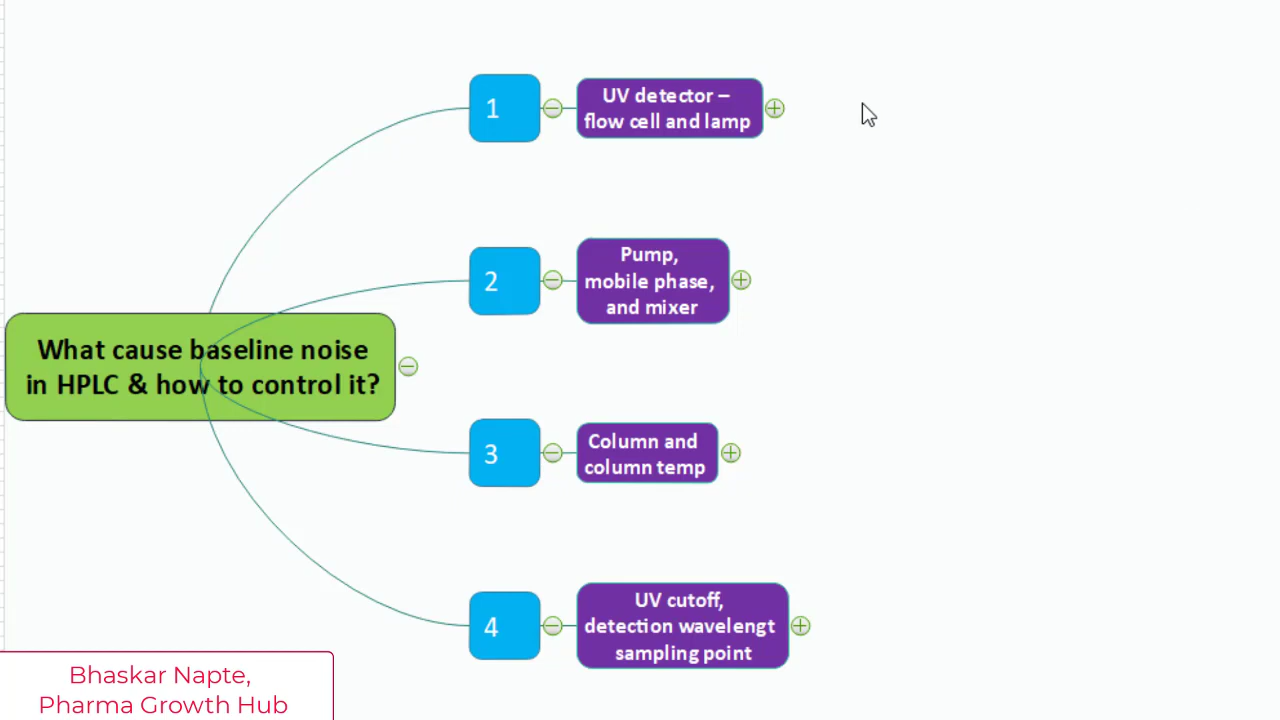 What cause baseline noise
in HPLC & how to control it?
1
UV detector –
flow cell and lamp
2
Pump,
mobile phase,
and mixer
3
Column and
column temp
4
UV cutoff,
detection wavelengt
sampling point
Bhaskar Napte,
Pharma Growth Hub